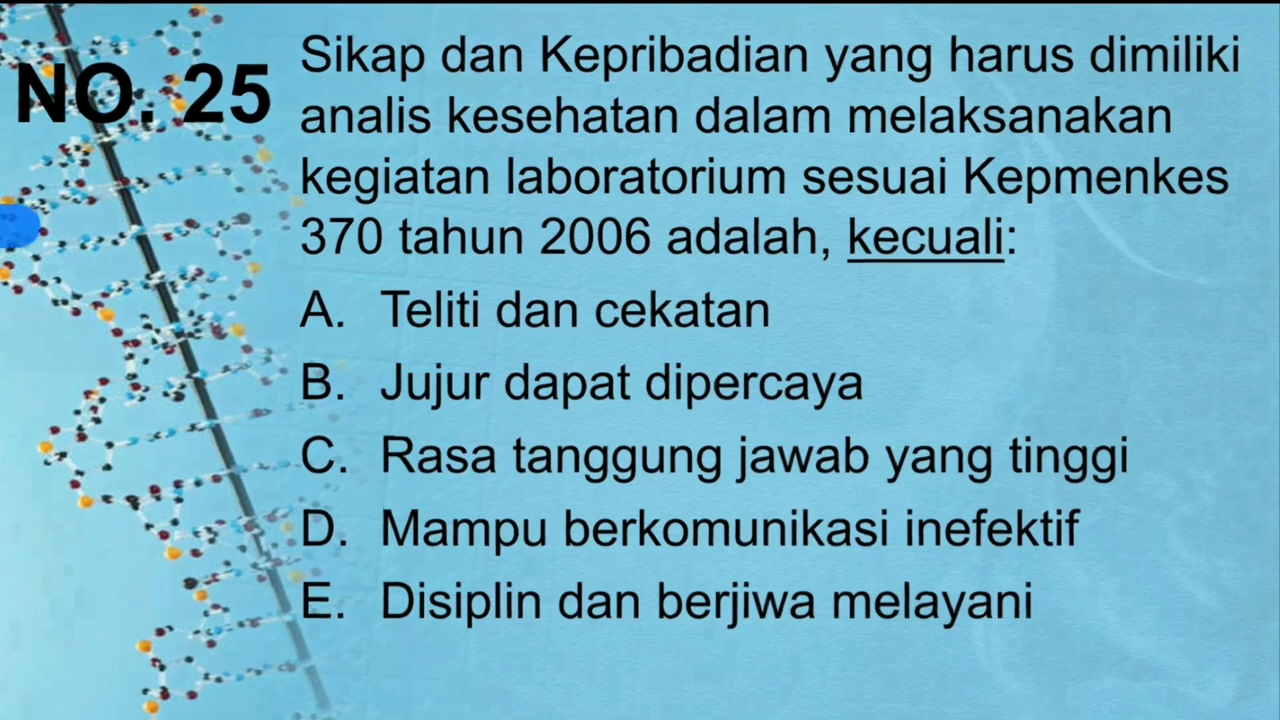 NO. 25
Sikap dan Kepribadian yang harus dimiliki
analis kesehatan dalam melaksanakan
kegiatan laboratorium sesuai Kepmenkes
370 tahun 2006 adalah, kecuali:
A. Teliti dan cekatan
B. Jujur dapat dipercaya
C. Rasa tanggung jawab yang tinggi
D. Mampu berkomunikasi inefektif
E. Disiplin dan berjiwa melayani